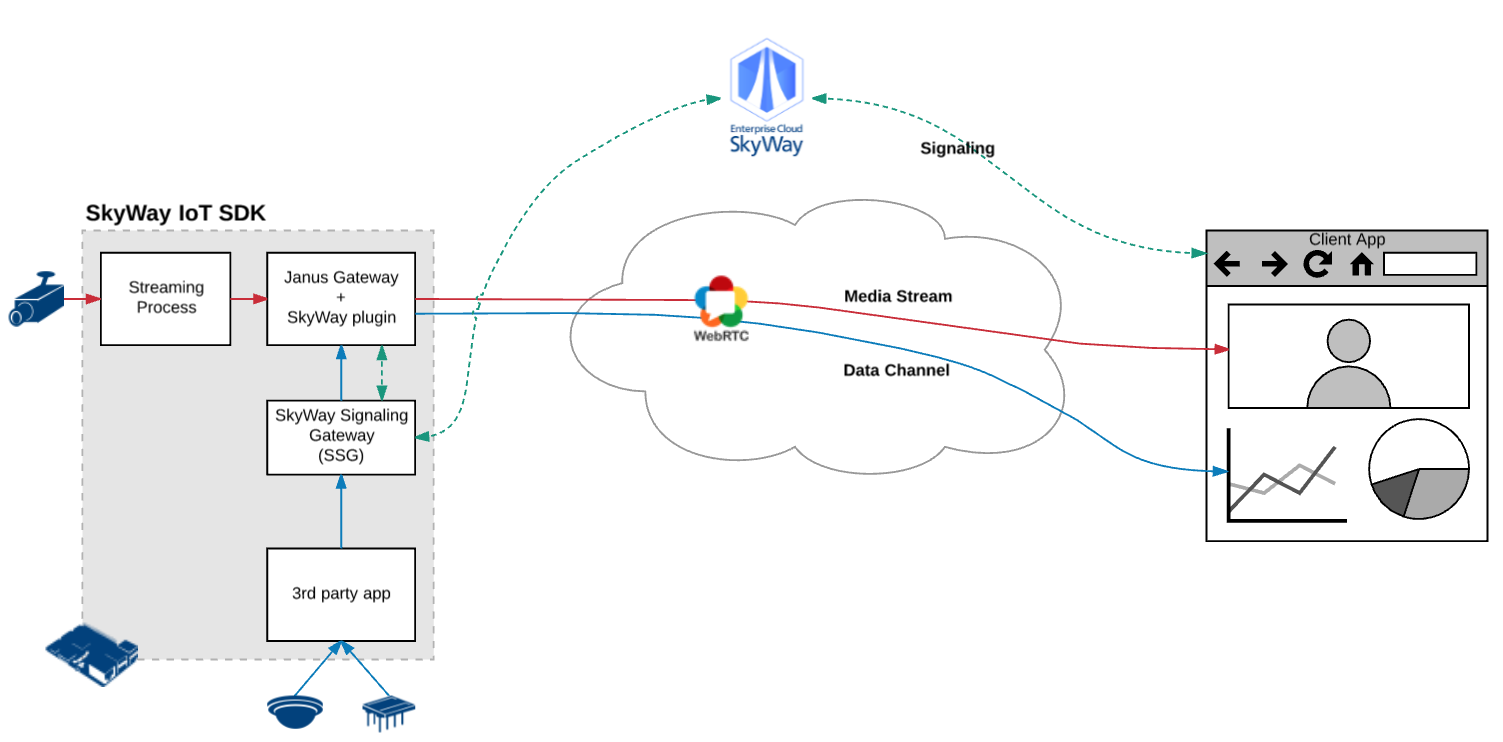 Enterprise Cloud
SkyWay
Signaling
SkyWay IoT SDK
Client App
Streaming
Process
Janus Gateway
+
SkyWay plugin
Media Stream
WebRTC
Data Channel
SkyWay Signaling
Gateway
(SSG)
3rd party app